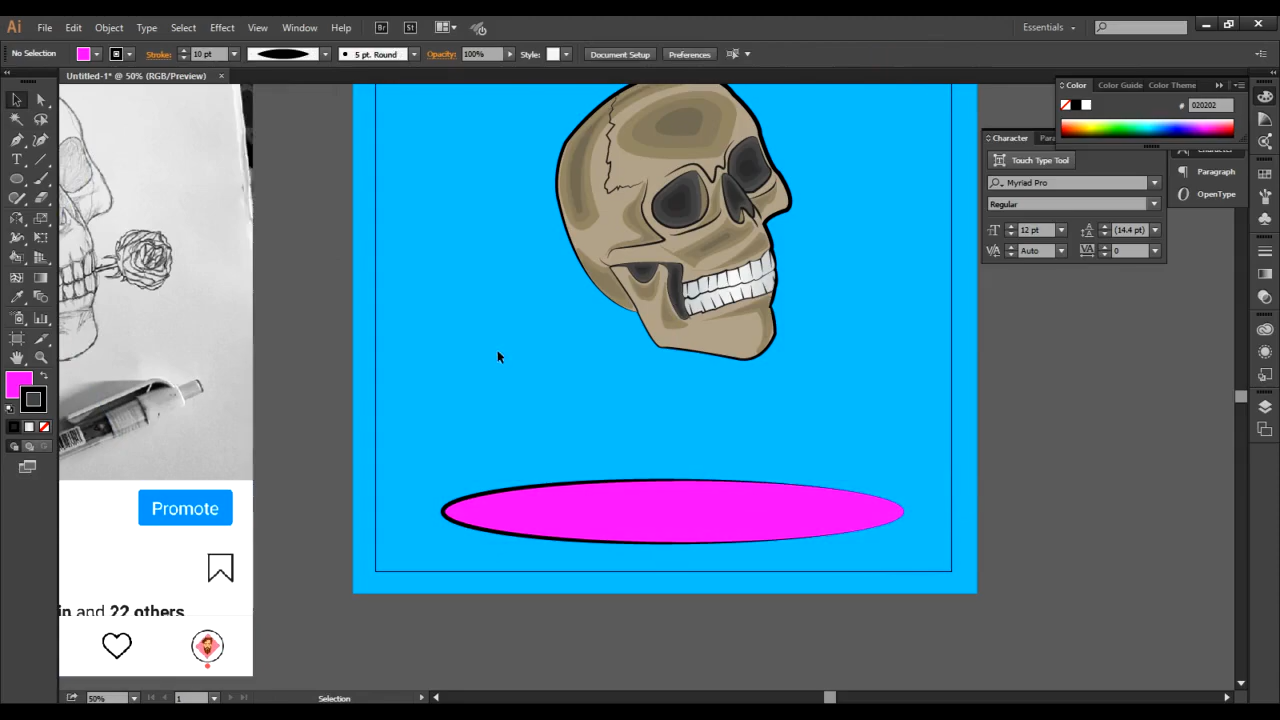 Ai File Edit Object Type Select Effect View Window Help Br St Essentials
No Selection Stroke: 10 pt 5 pt. Round Opacity: 100% Style: Document Setup Preferences
Untitled-1* @ 50% (RGB/Preview) ×
Color Color Guide Color Theme
# 020202
Character Par
Touch Type Tool
Paragraph
Myriad Pro
OpenType
Regular
12 pt (14.4 pt)
Auto 0
Promote
in and 22 others
50% 1 Selection